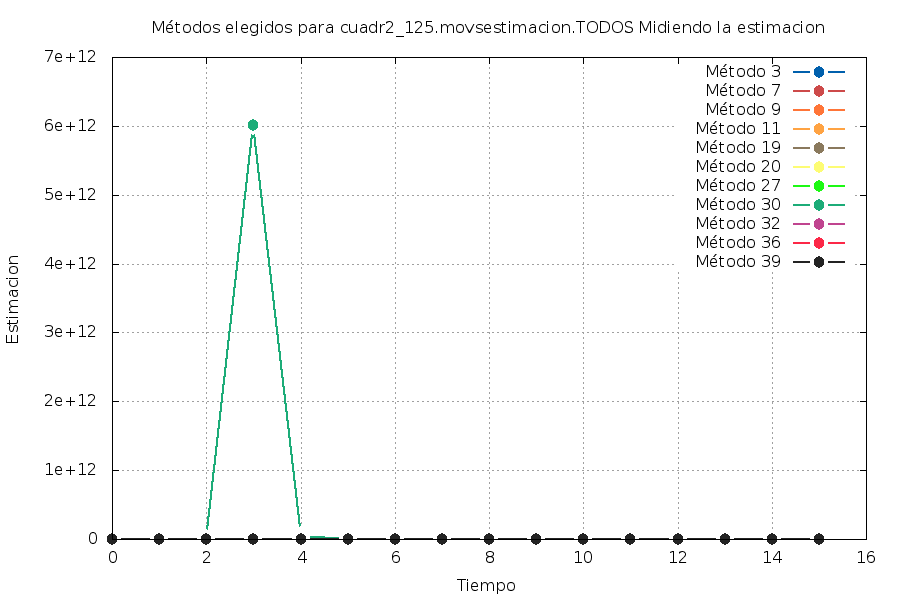 Métodos elegidos para cuadr2_125.movsestimacion.TODOS Midiendo la estimacion
7e+12
6e+12
5e+12
4e+12
3e+12
2e+12
1e+12
0
Estimacion
Método 3
Método 7
Método 9
Método 11
Método 19
Método 20
Método 27
Método 30
Método 32
Método 36
Método 39
0 2 4 6 8 10 12 14 16
Tiempo